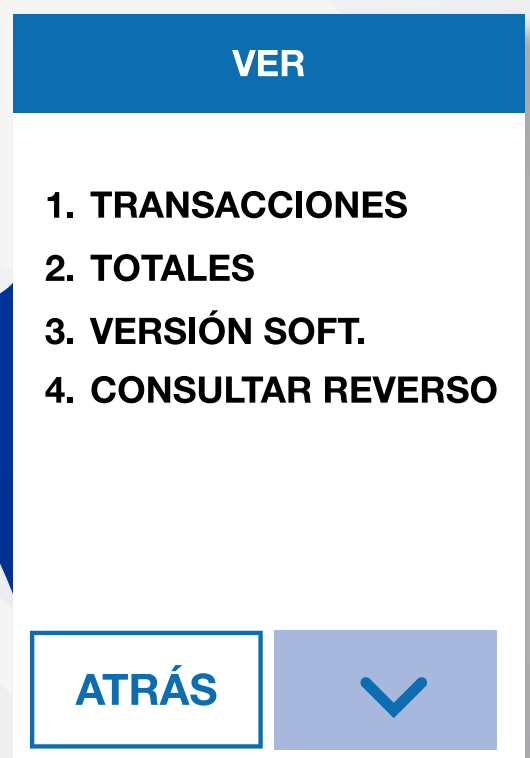 VER
1. TRANSACCIONES
2. TOTALES
3. VERSIÓN SOFT.
4. CONSULTAR REVERSO
ATRÁS